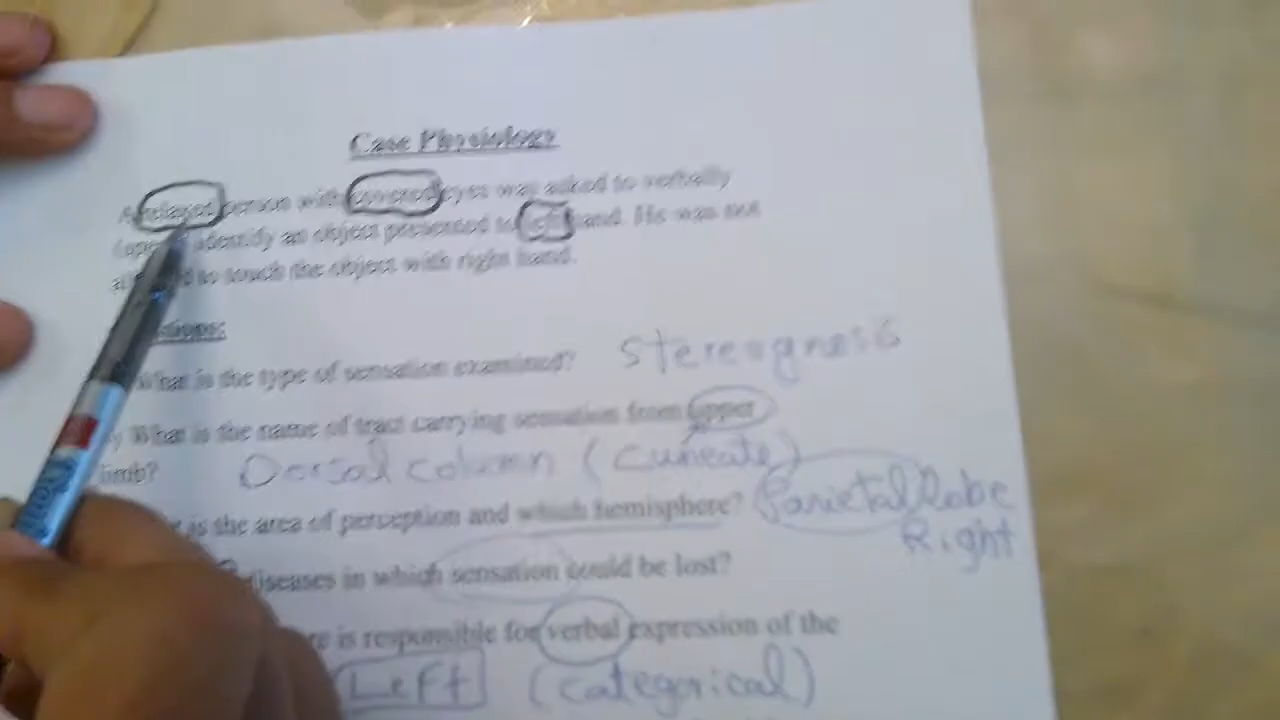 Case Physiology
A relaxed person with covered eyes was asked to verbally
identify an object presented to left hand. He was not
to touch the object with right hand.
What is the type of sensation examined? Stereognesis
What is the name of tract carrying sensation from upper
limb? Dorsal column (Cuneate)
is the area of perception and which hemisphere? Parietal lobe
Right
diseases in which sensation could be lost?
is responsible for verbal expression of the
Left (categorical)